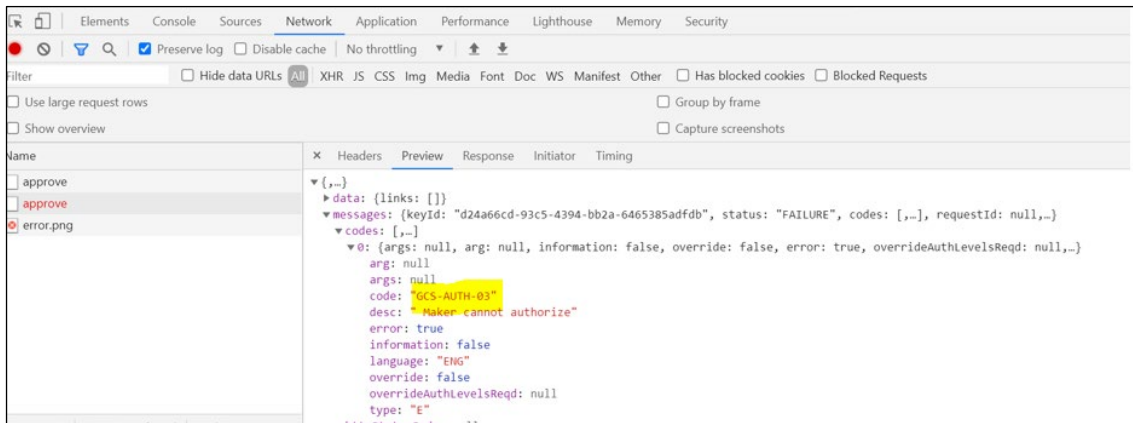 Elements Console Sources Network Application Performance Lighthouse Memory Security
Preserve log Disable cache No throttling
Filter Hide data URLs All XHR JS CSS Img Media Font Doc WS Manifest Other Has blocked cookies Blocked Requests
Use large request rows Group by frame
Show overview Capture screenshots
Name × Headers Preview Response Initiator Timing
approve
approve
error.png
▼{,…}
▶data: {links: []}
▼messages: {keyId: "d24a66cd-93c5-4394-bb2a-6465385adfdb", status: "FAILURE", codes: [,…], requestId: null,…}
▼codes: [,…]
▼0: {args: null, arg: null, information: false, override: false, error: true, overrideAuthLevelsReqd: null,…}
arg: null
args: null
code: "GCS-AUTH-03"
desc: " Maker cannot authorize"
error: true
information: false
language: "ENG"
override: false
overrideAuthLevelsReqd: null
type: "E"